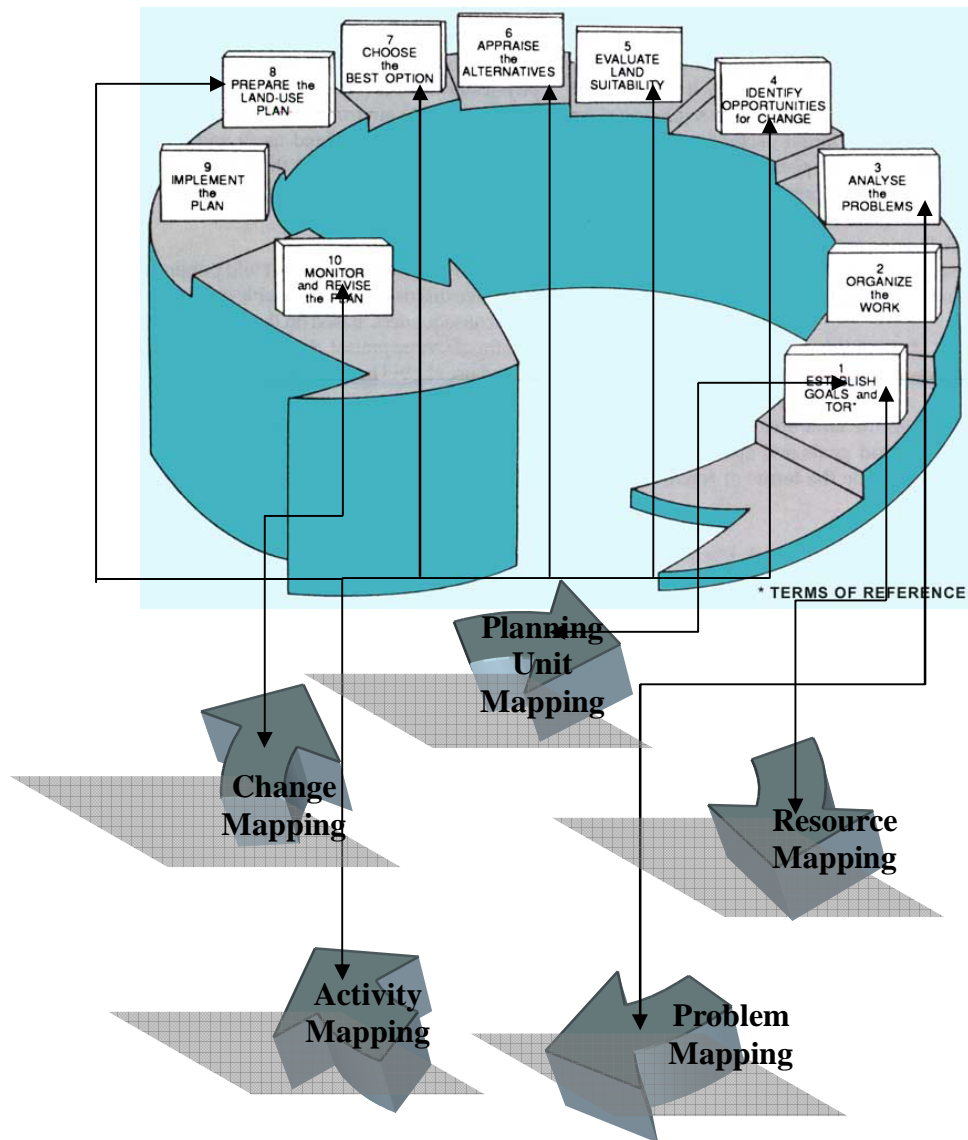 7
CHOOSE
the
BEST OPTION
6
APPRAISE
the
ALTERNATIVES
5
EVALUATE
LAND
SUITABILITY
8
PREPARE the
LAND-USE
PLAN
4
IDENTIFY
OPPORTUNITIES
for CHANGE
9
IMPLEMENT
the
PLAN
3
ANALYSE
the
PROBLEMS
10
MONITOR
and REVISE
the PLAN
2
ORGANIZE
the
WORK
1
ESTABLISH
GOALS and
TOR*
* TERMS OF REFERENCE
Planning
Unit
Mapping
Change
Mapping
Resource
Mapping
Activity
Mapping
Problem
Mapping